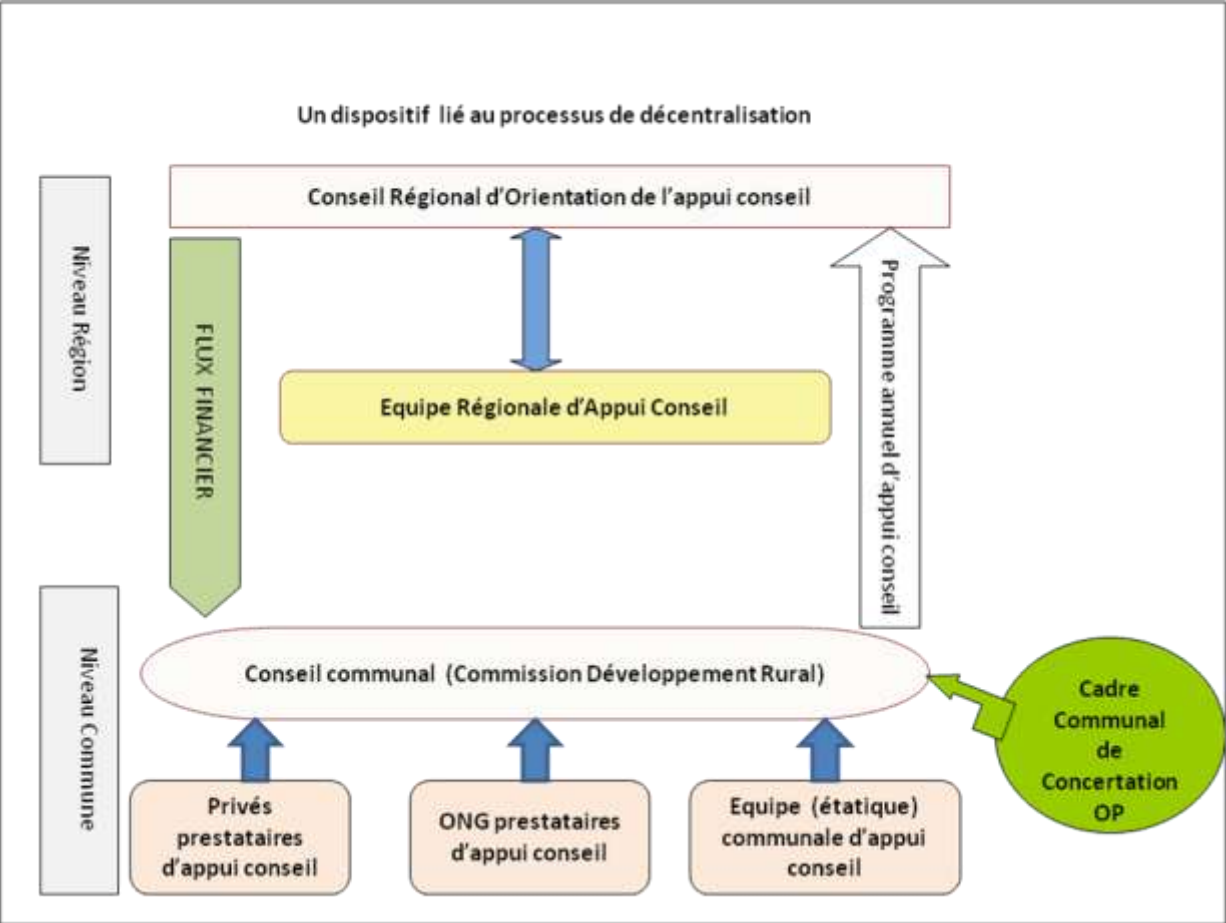 Un dispositif lié au processus de décentralisation
Conseil Régional d'Orientation de l'appui conseil
Niveau Région
FLUX FINANCIER
Programme annuel d'appui conseil
Equipe Régionale d'Appui Conseil
Niveau Commune
Conseil communal (Commission Développement Rural)
Cadre
Communal
de
Concertation
OP
Privés
prestataires
d'appui conseil
ONG prestataires
d'appui conseil
Equipe (étatique)
communale d'appui
conseil